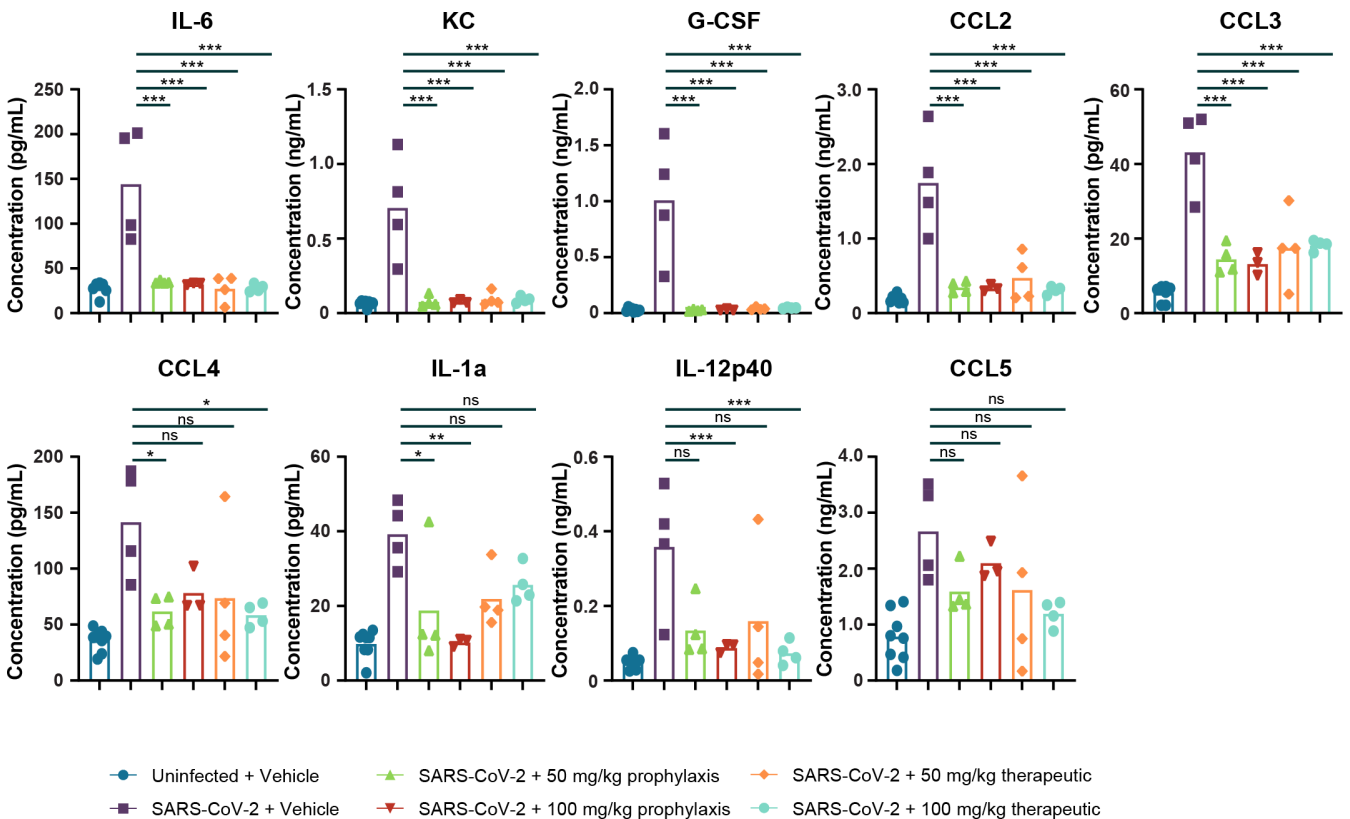 IL-6 KC G-CSF CCL2 CCL3
*** *** *** *** ***
*** *** *** *** ***
*** *** *** *** ***
*** *** *** *** ***
Concentration (pg/mL)
250
200
150
100
50
0
Concentration (ng/mL)
1.5
1.0
0.5
0
Concentration (ng/mL)
2.0
1.5
1.0
0.5
0
Concentration (ng/mL)
3.0
2.0
1.0
0
Concentration (pg/mL)
60
40
20
0
CCL4 IL-1a IL-12p40 CCL5
* ns *** ns
ns ns ns ns
ns ** *** ns
* * ns ns
Concentration (pg/mL)
200
150
100
50
0
Concentration (pg/mL)
60
40
20
0
Concentration (ng/mL)
0.6
0.4
0.2
0
Concentration (ng/mL)
4.0
3.0
2.0
1.0
0
Uninfected + Vehicle SARS-CoV-2 + 50 mg/kg prophylaxis SARS-CoV-2 + 50 mg/kg therapeutic
SARS-CoV-2 + Vehicle SARS-CoV-2 + 100 mg/kg prophylaxis SARS-CoV-2 + 100 mg/kg therapeutic